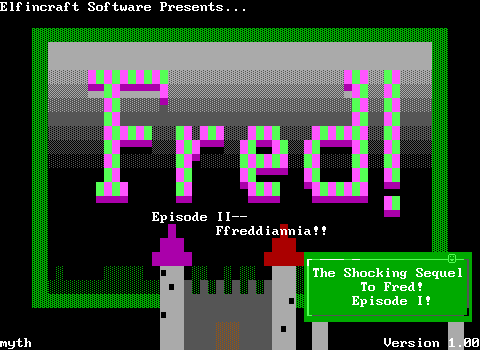 Elfincraft Software Presents...
Fred!
Episode II--
Ffreddiannia!!
The Shocking Sequel
To Fred!
Episode I!
myth
Version 1.00